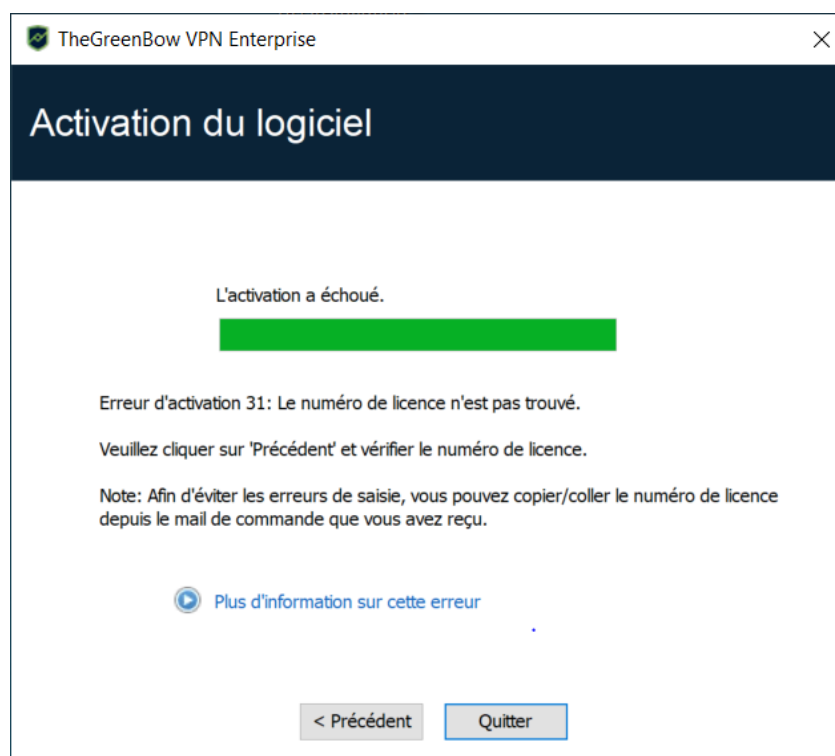 TheGreenBow VPN Enterprise
Activation du logiciel
L'activation a échoué.
Erreur d'activation 31: Le numéro de licence n'est pas trouvé.
Veuillez cliquer sur 'Précédent' et vérifier le numéro de licence.
Note: Afin d'éviter les erreurs de saisie, vous pouvez copier/coller le numéro de licence
depuis le mail de commande que vous avez reçu.
Plus d'information sur cette erreur
< Précédent
Quitter